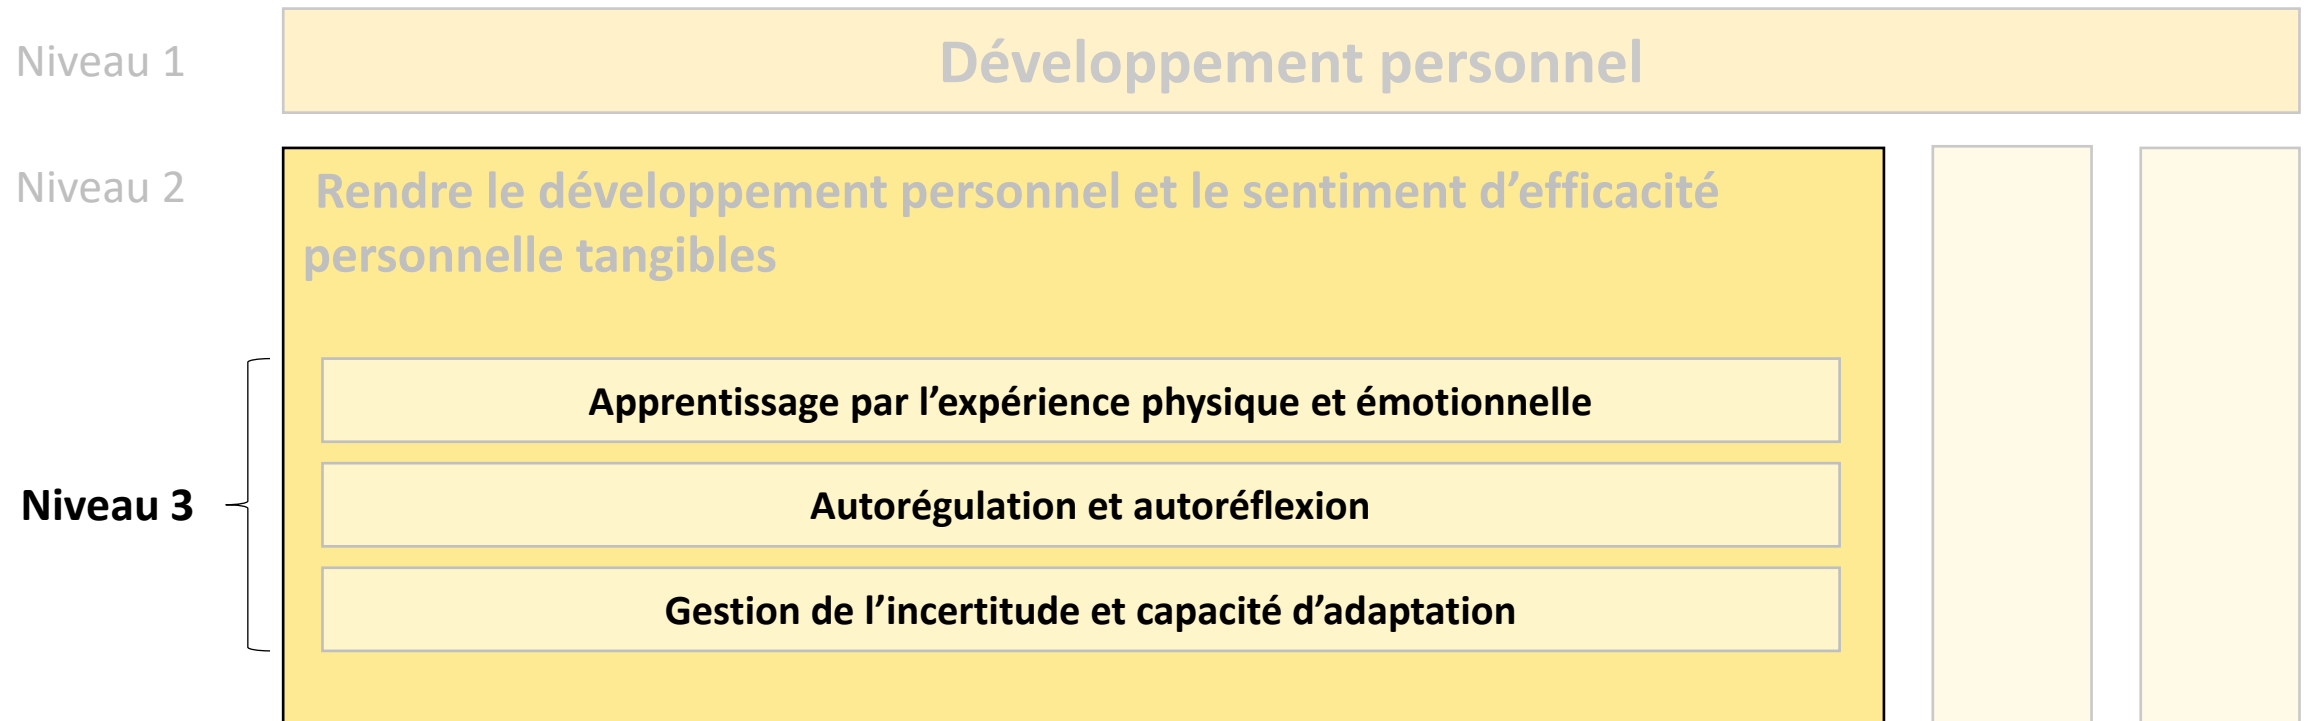 Niveau 1
Développement personnel
Niveau 2
Rendre le développement personnel et le sentiment d’efficacité
personnelle tangibles
Apprentissage par l’expérience physique et émotionnelle
Niveau 3
Autorégulation et autoréflexion
Gestion de l’incertitude et capacité d’adaptation